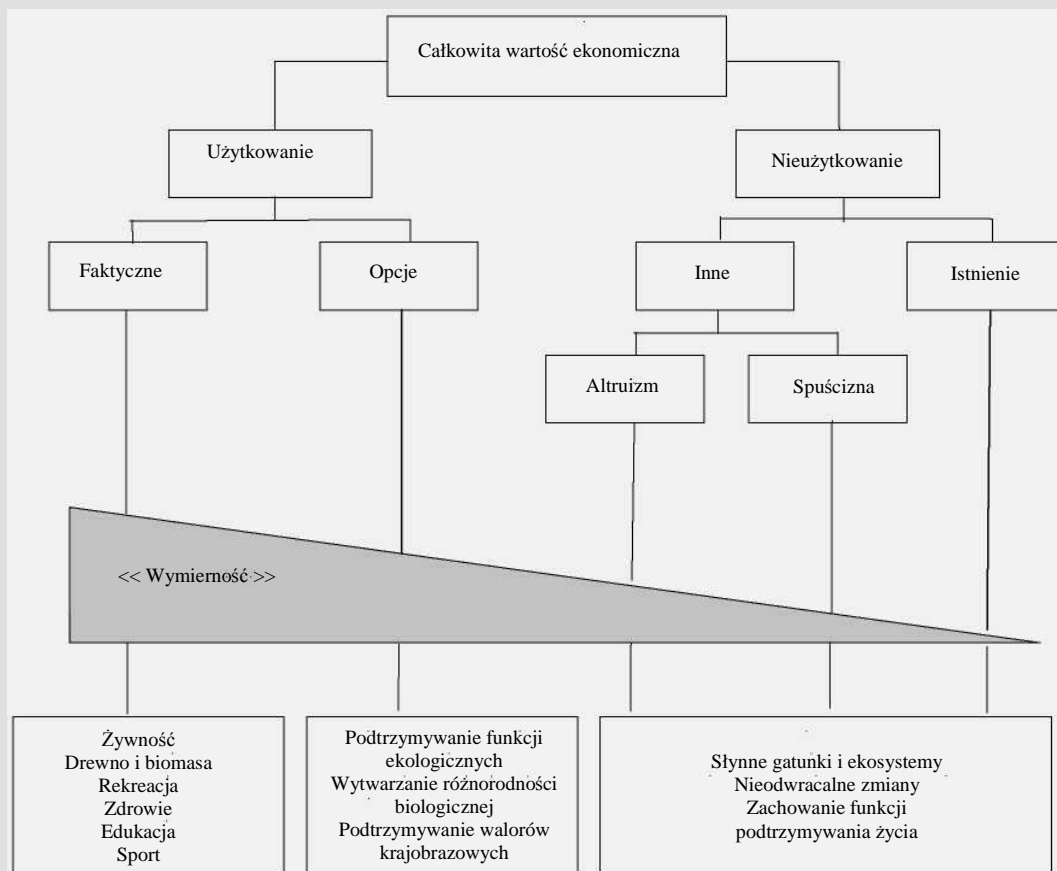 Całkowita wartość ekonomiczna
Użytkowanie
Nieużytkowanie
Faktyczne
Opcje
Inne
Istnienie
Altruizm
Spuścizna
<< Wymierność >>
Żywność
Drewno i biomasa
Rekreacja
Zdrowie
Edukacja
Sport
Podtrzymywanie funkcji
ekologicznych
Wytwarzanie różnorodności
biologicznej
Podtrzymywanie walorów
krajobrazowych
Słynne gatunki i ekosystemy
Nieodwracalne zmiany
Zachowanie funkcji
podtrzymywania życia